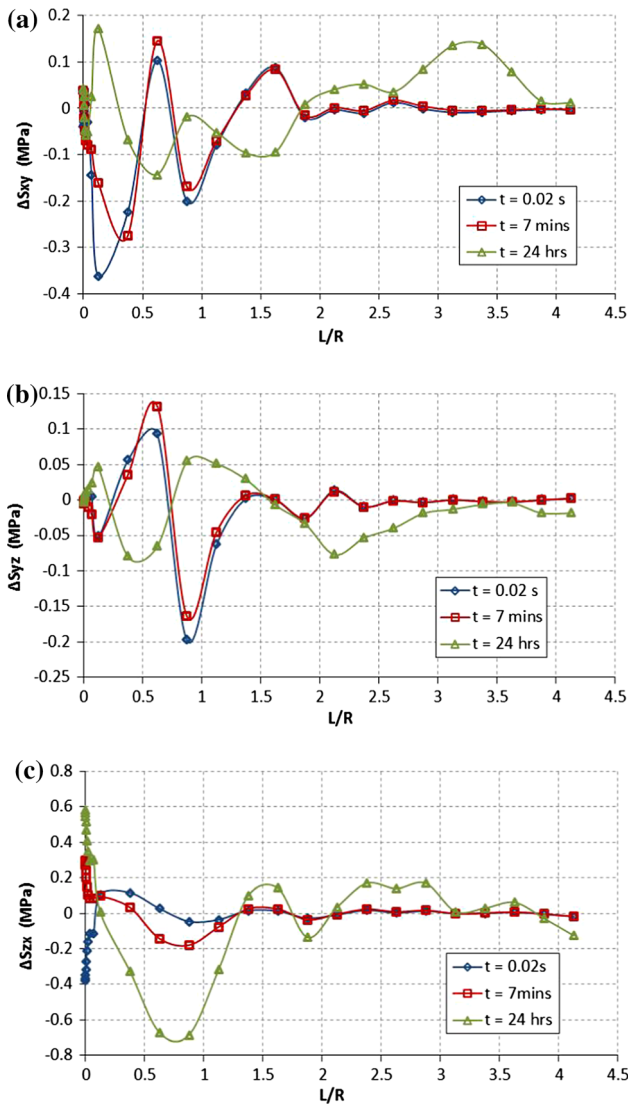 (a)
0.2
0.1
0
-0.1
-0.2
-0.3
-0.4
ΔSxy (MPa)
0 0.5 1 1.5 2 2.5 3 3.5 4 4.5
L/R
t = 0.02 s
t = 7 mins
t = 24 hrs
(b)
0.15
0.1
0.05
0
-0.05
-0.1
-0.15
-0.2
-0.25
ΔSyz (MPa)
0 0.5 1 1.5 2 2.5 3 3.5 4 4.5
L/R
t = 0.02 s
t = 7 mins
t = 24 hrs
(c)
0.8
0.6
0.4
0.2
0
-0.2
-0.4
-0.6
-0.8
ΔSzx (MPa)
0 0.5 1 1.5 2 2.5 3 3.5 4 4.5
L/R
t = 0.02s
t = 7mins
t = 24 hrs